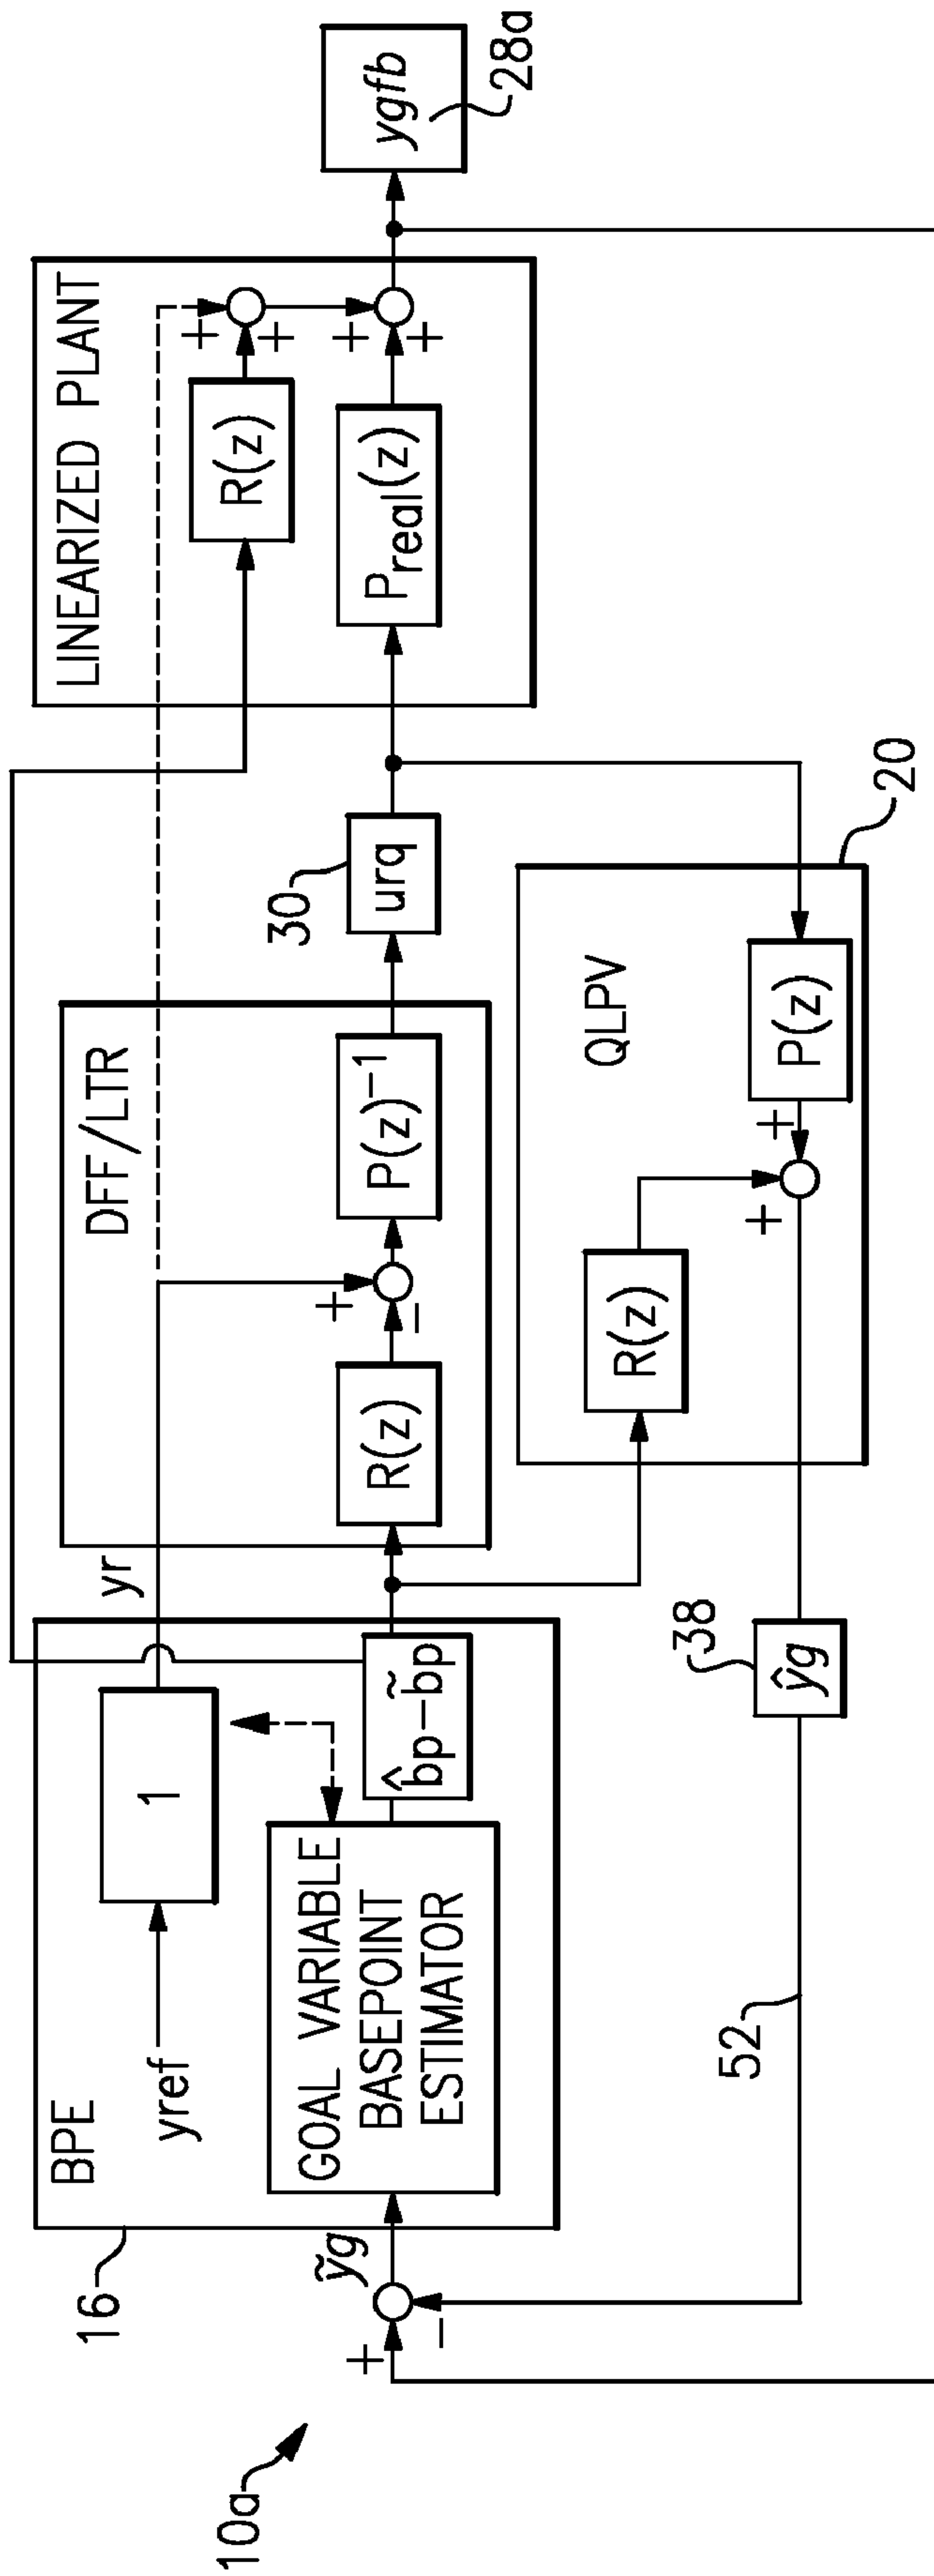 10a
16
BPE
yref
1
yr
GOAL VARIABLE
BASEPOINT
ESTIMATOR
b̂p-b̃p
ỹg
+
−
DFF/LTR
R(z)
+
−
P(z)⁻¹
30
urq
LINEARIZED PLANT
R(z)
+
+
Preal(z)
+
+
ygfb
28a
QLPV
R(z)
P(z)
+
+
20
38
ŷg
52